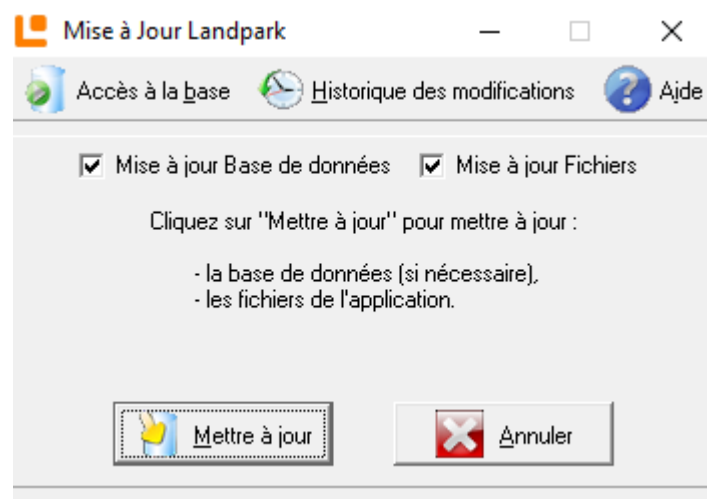 Mise à Jour Landpark
Accès à la base Historique des modifications Aide
Mise à jour Base de données Mise à jour Fichiers
Cliquez sur "Mettre à jour" pour mettre à jour :
- la base de données (si nécessaire),
- les fichiers de l'application.
Mettre à jour Annuler